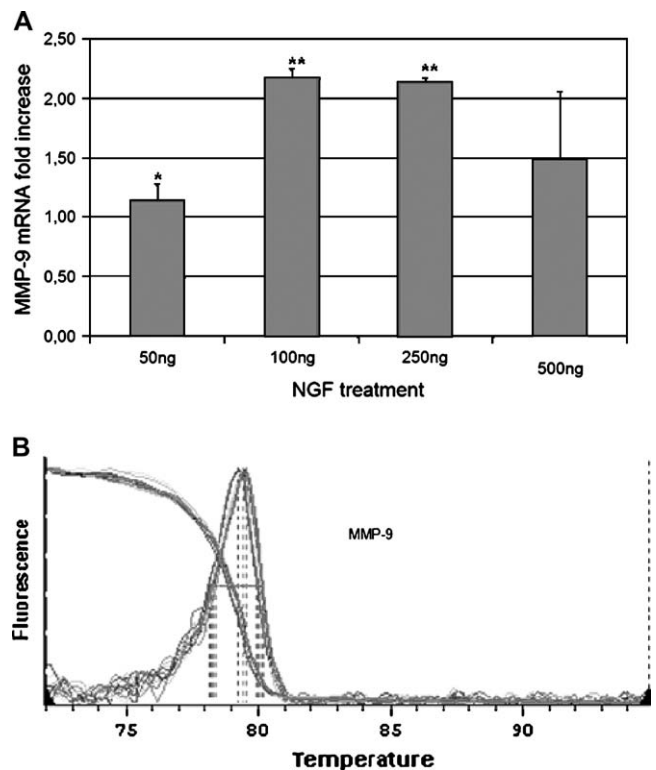 A
MMP-9 mRNA fold increase
2,50
2,00
1,50
1,00
0,50
0,00
*
**
**
50ng
100ng
250ng
500ng
NGF treatment
B
Fluorescence
MMP-9
75
80
85
90
Temperature